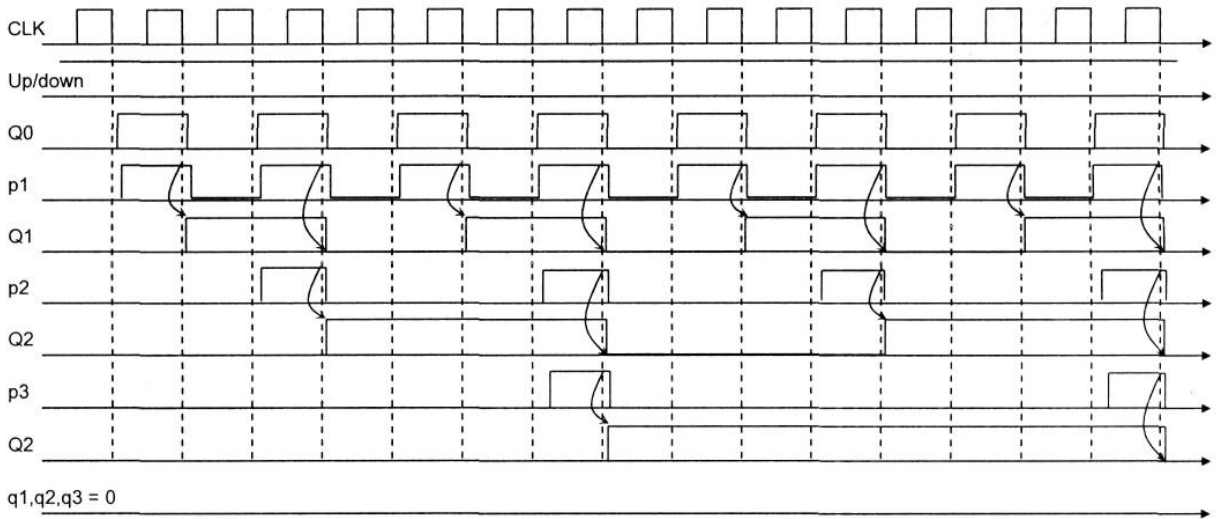 CLK
Up/down
Q0
p1
Q1
p2
Q2
p3
Q2
q1,q2,q3 = 0